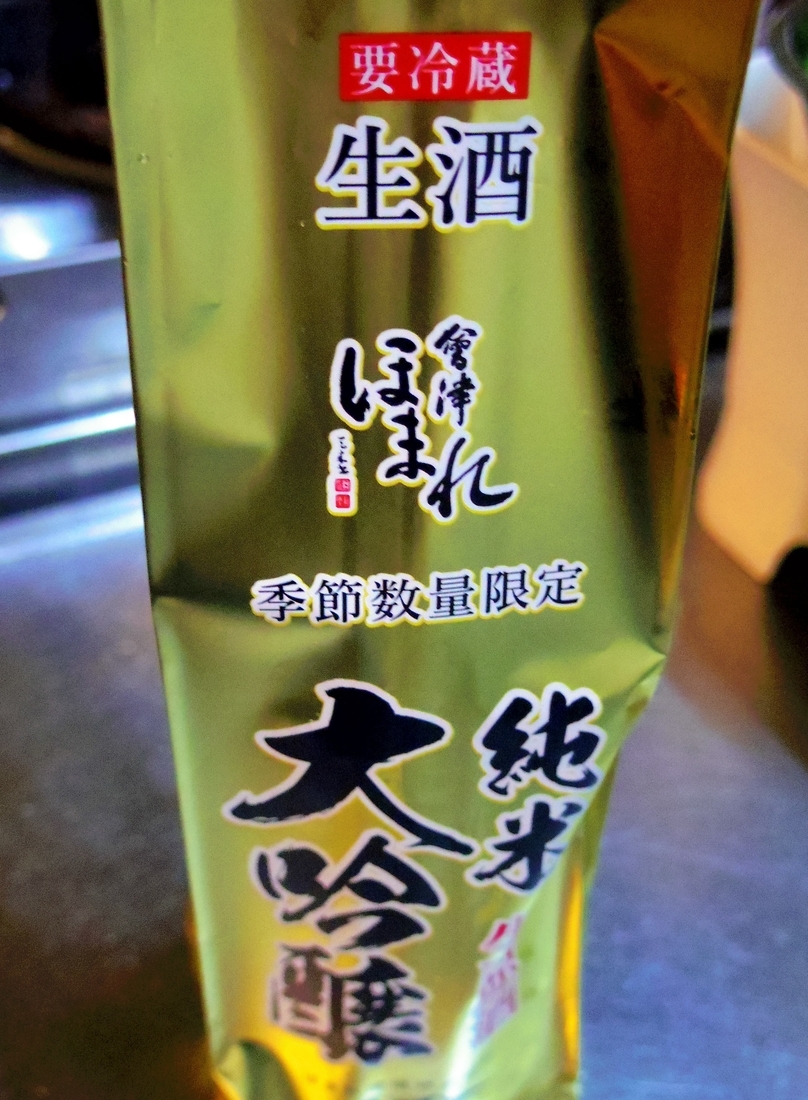 要冷蔵
生酒
會津
ほまれ
季節数量限定
純米
大吟醸